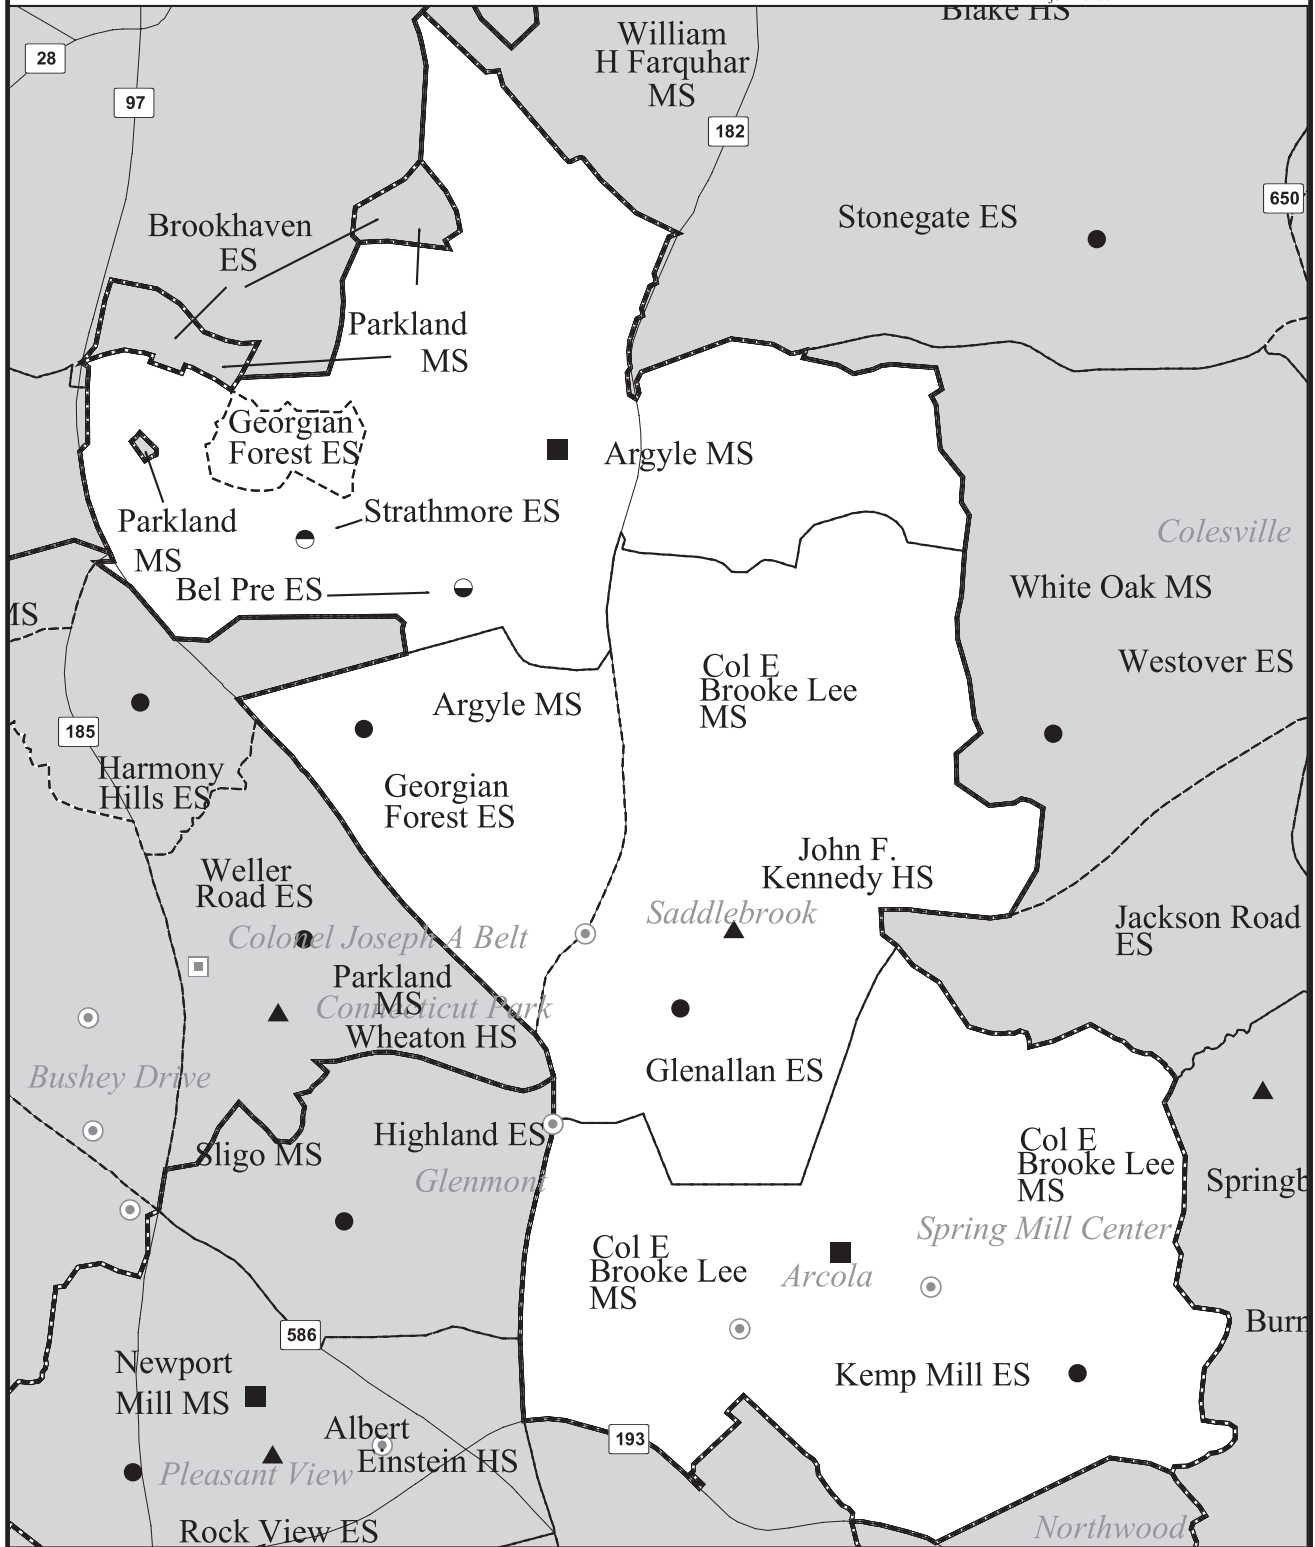 Blake HS
William
H Farquhar
MS
28
97
182
650
Stonegate ES
Brookhaven
ES
Parkland
MS
Georgian
Forest ES
Argyle MS
Strathmore ES
Parkland
MS
Colesville
Bel Pre ES
White Oak MS
MS
Westover ES
Col E
Brooke Lee
MS
Argyle MS
185
Harmony
Hills ES
Georgian
Forest ES
John F.
Kennedy HS
Weller
Road ES
Saddlebrook
Jackson Road
ES
Colonel Joseph A Belt
Parkland
MS
Connecticut Park
Wheaton HS
Glenallan ES
Bushey Drive
Highland ES
Sligo MS
Col E
Brooke Lee
MS
Glenmont
Springb
Spring Mill Center
Col E
Brooke Lee
MS
Arcola
Burn
586
Newport
Mill MS
Kemp Mill ES
Albert
Einstein HS
193
Pleasant View
Rock View ES
Northwood